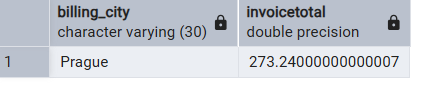 billing_city invoicetotal
character varying (30) double precision
1 Prague 273.24000000000007